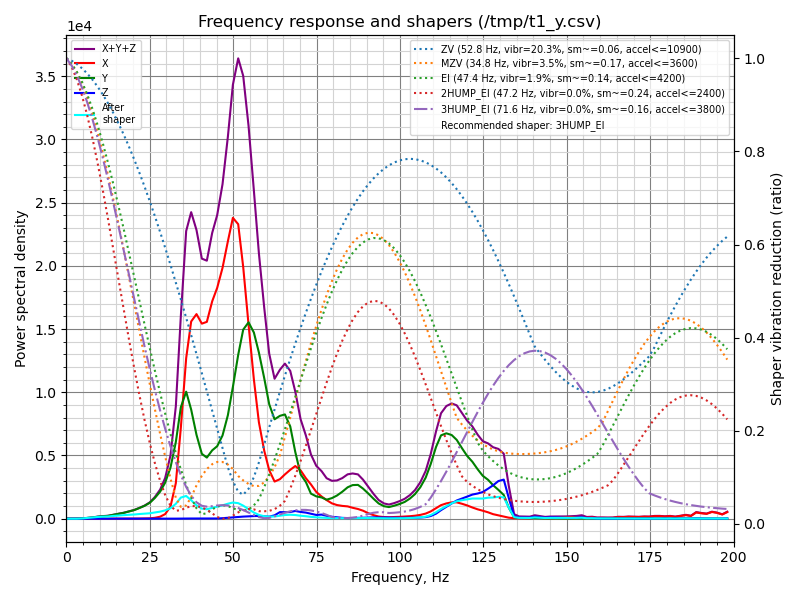 Frequency response and shapers (/tmp/t1_y.csv)
1e4
X+Y+Z
X
Y
Z
After
shaper
ZV (52.8 Hz, vibr=20.3%, sm~=0.06, accel<=10900)
MZV (34.8 Hz, vibr=3.5%, sm~=0.17, accel<=3600)
EI (47.4 Hz, vibr=1.9%, sm~=0.14, accel<=4200)
2HUMP_EI (47.2 Hz, vibr=0.0%, sm~=0.24, accel<=2400)
3HUMP_EI (71.6 Hz, vibr=0.0%, sm~=0.16, accel<=3800)
Recommended shaper: 3HUMP_EI
Power spectral density
3.5
3.0
2.5
2.0
1.5
1.0
0.5
0.0
Shaper vibration reduction (ratio)
1.0
0.8
0.6
0.4
0.2
0.0
0 25 50 75 100 125 150 175 200
Frequency, Hz